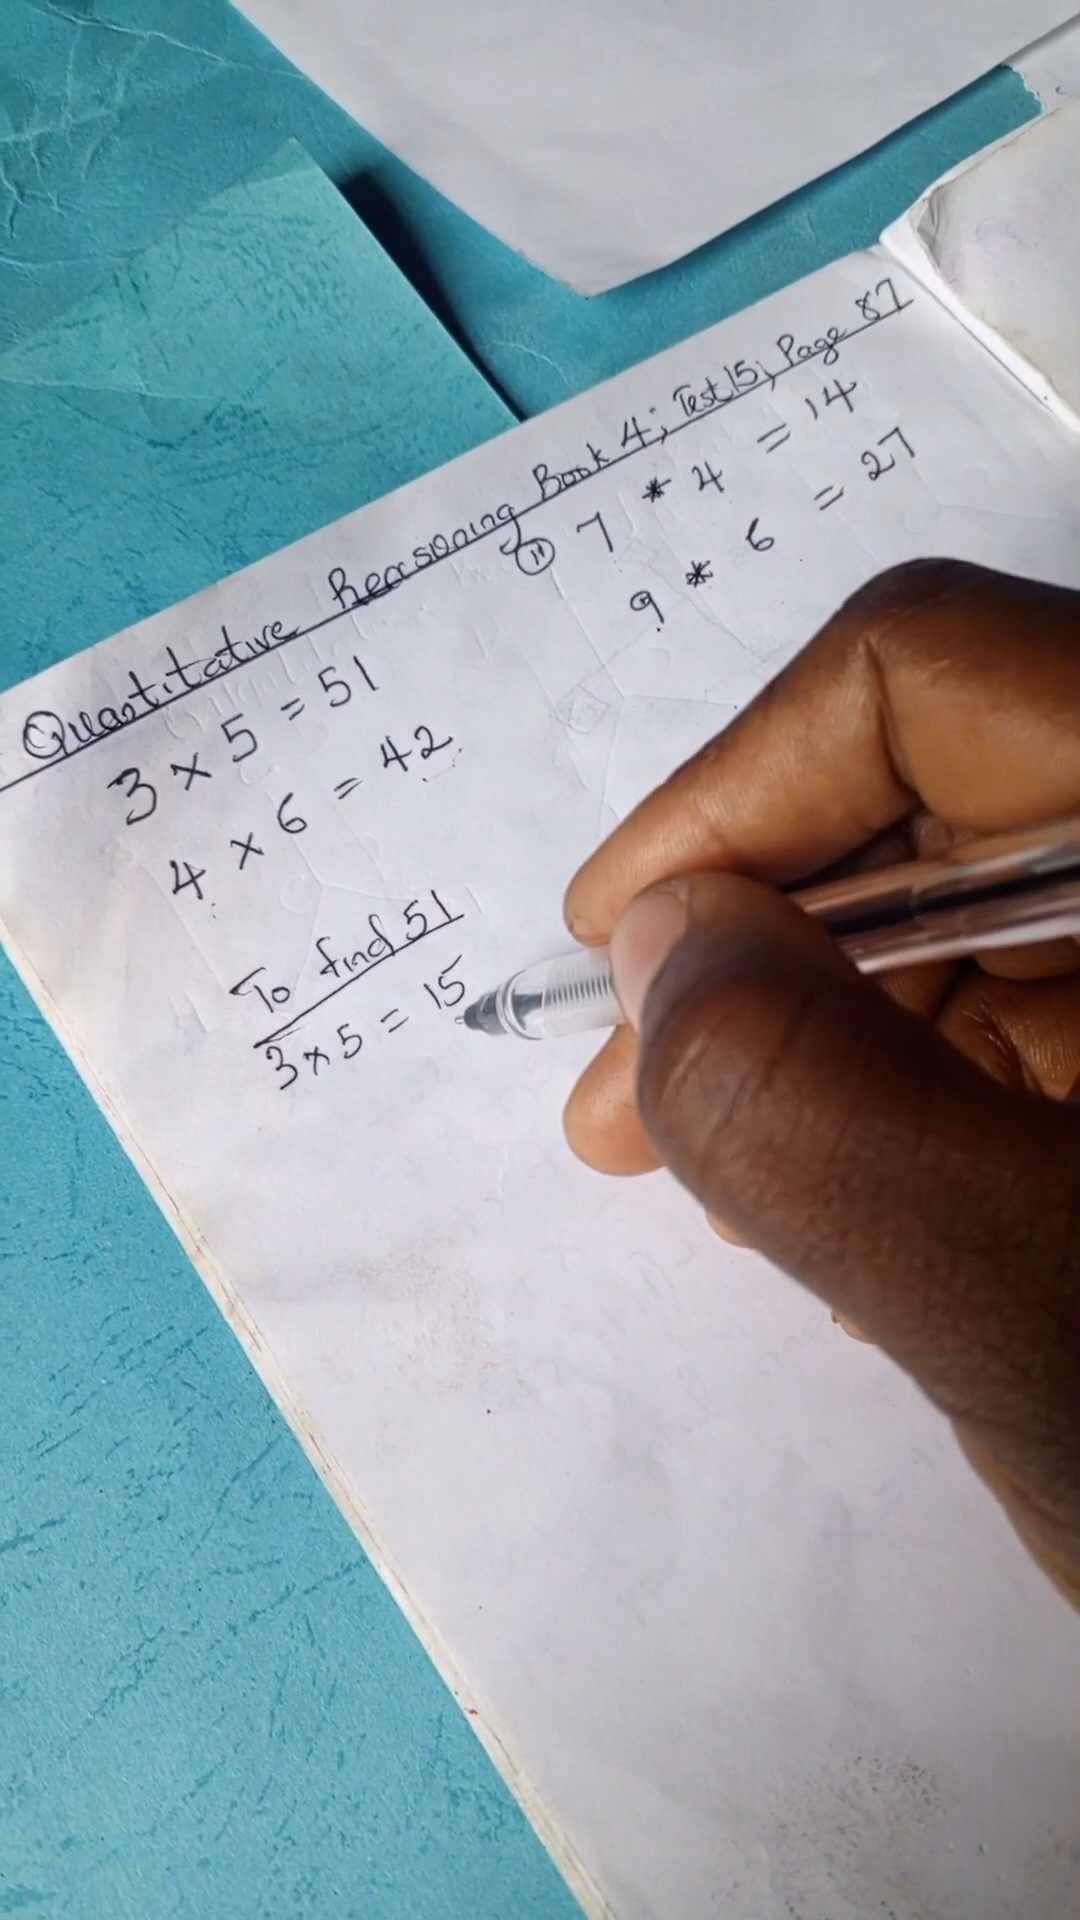 Quantitative Reasoning Book 4; Test 15; Page 87
3 × 5 = 51
4 × 6 = 42
11 7 * 4 = 14
9 * 6 = 27
To find 51
3 × 5 = 15